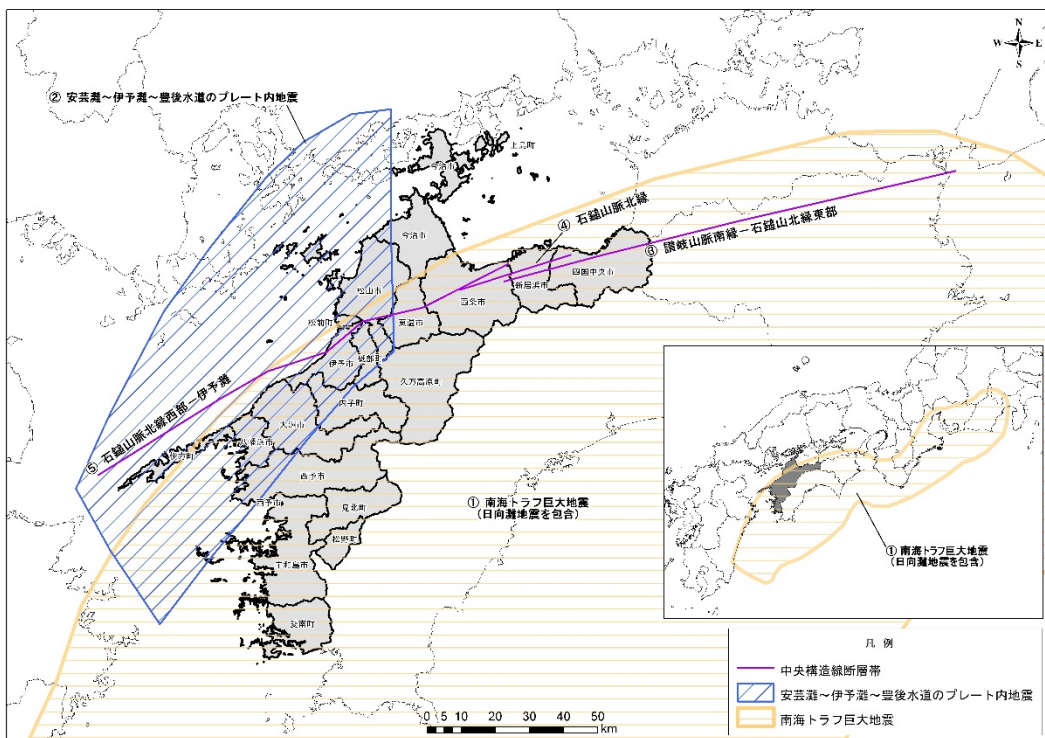 N
W E
S
② 安芸灘～伊予灘～豊後水道のプレート内地震
上島町
今治市
④ 石鎚山脈北縁
③ 讃岐山脈南縁－石鎚山北縁東部
今治市
四国中央市
新居浜市
西条市
松山市
松前町
東温市
砥部町
伊予市
久万高原町
内子町
⑤ 石鎚山脈北縁西部－伊予灘
大洲市
八幡浜市
伊方町
西予市
西予市
鬼北町
松野町
宇和島市
愛南町
① 南海トラフ巨大地震
（日向灘地震を包含）
① 南海トラフ巨大地震
（日向灘地震を包含）
凡 例
中央構造線断層帯
安芸灘～伊予灘～豊後水道のプレート内地震
南海トラフ巨大地震
0 5 10 20 30 40 50
km